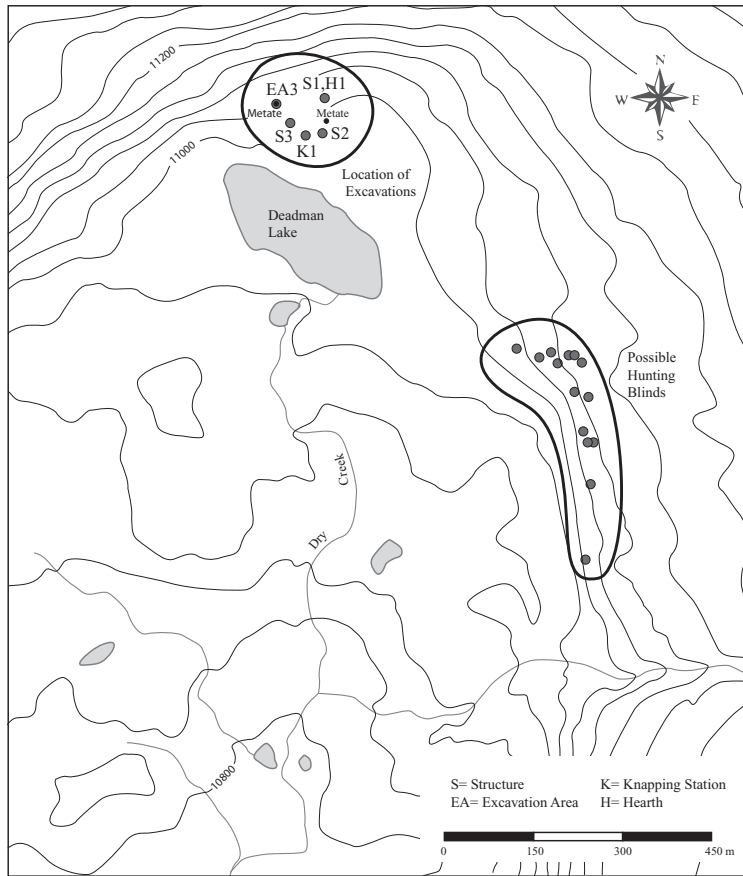 11200
N
W E
S
S1,H1
EA3
Metate
Metate
S3
S2
K1
11000
Location of
Excavations
Deadman
Lake
Possible
Hunting
Blinds
Creek
Dry
10800
S= Structure
K= Knapping Station
EA= Excavation Area
H= Hearth
0
150
300
450 m